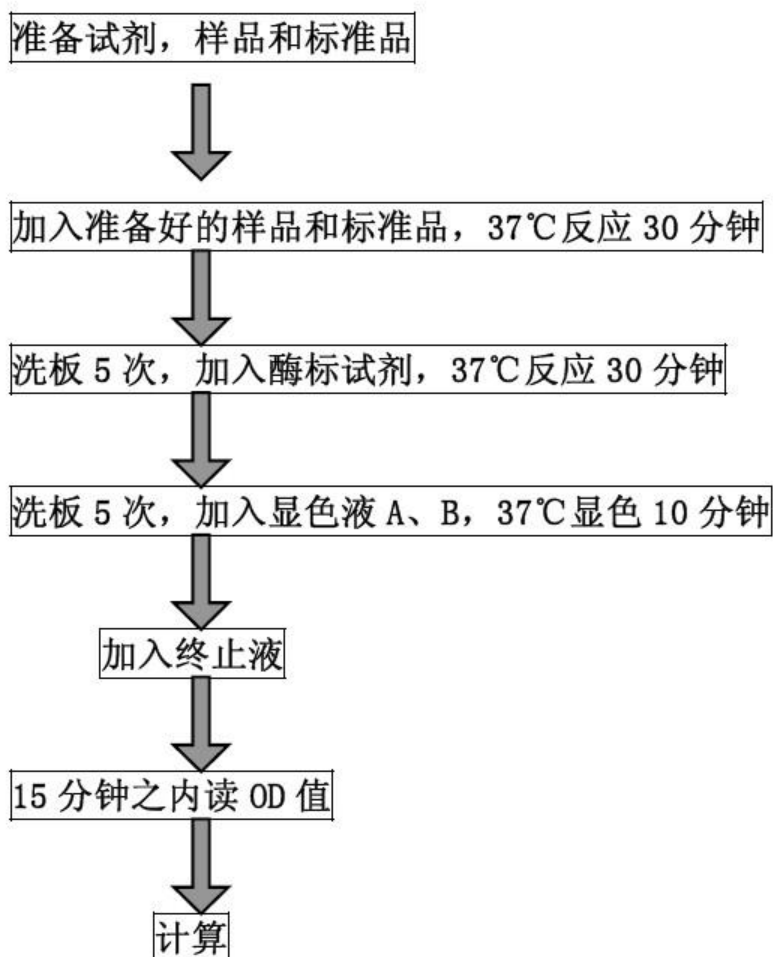 准备试剂，样品和标准品
加入准备好的样品和标准品，37℃反应 30 分钟
洗板 5 次，加入酶标试剂，37℃反应 30 分钟
洗板 5 次，加入显色液 A、B，37℃显色 10 分钟
加入终止液
15 分钟之内读 OD 值
计算